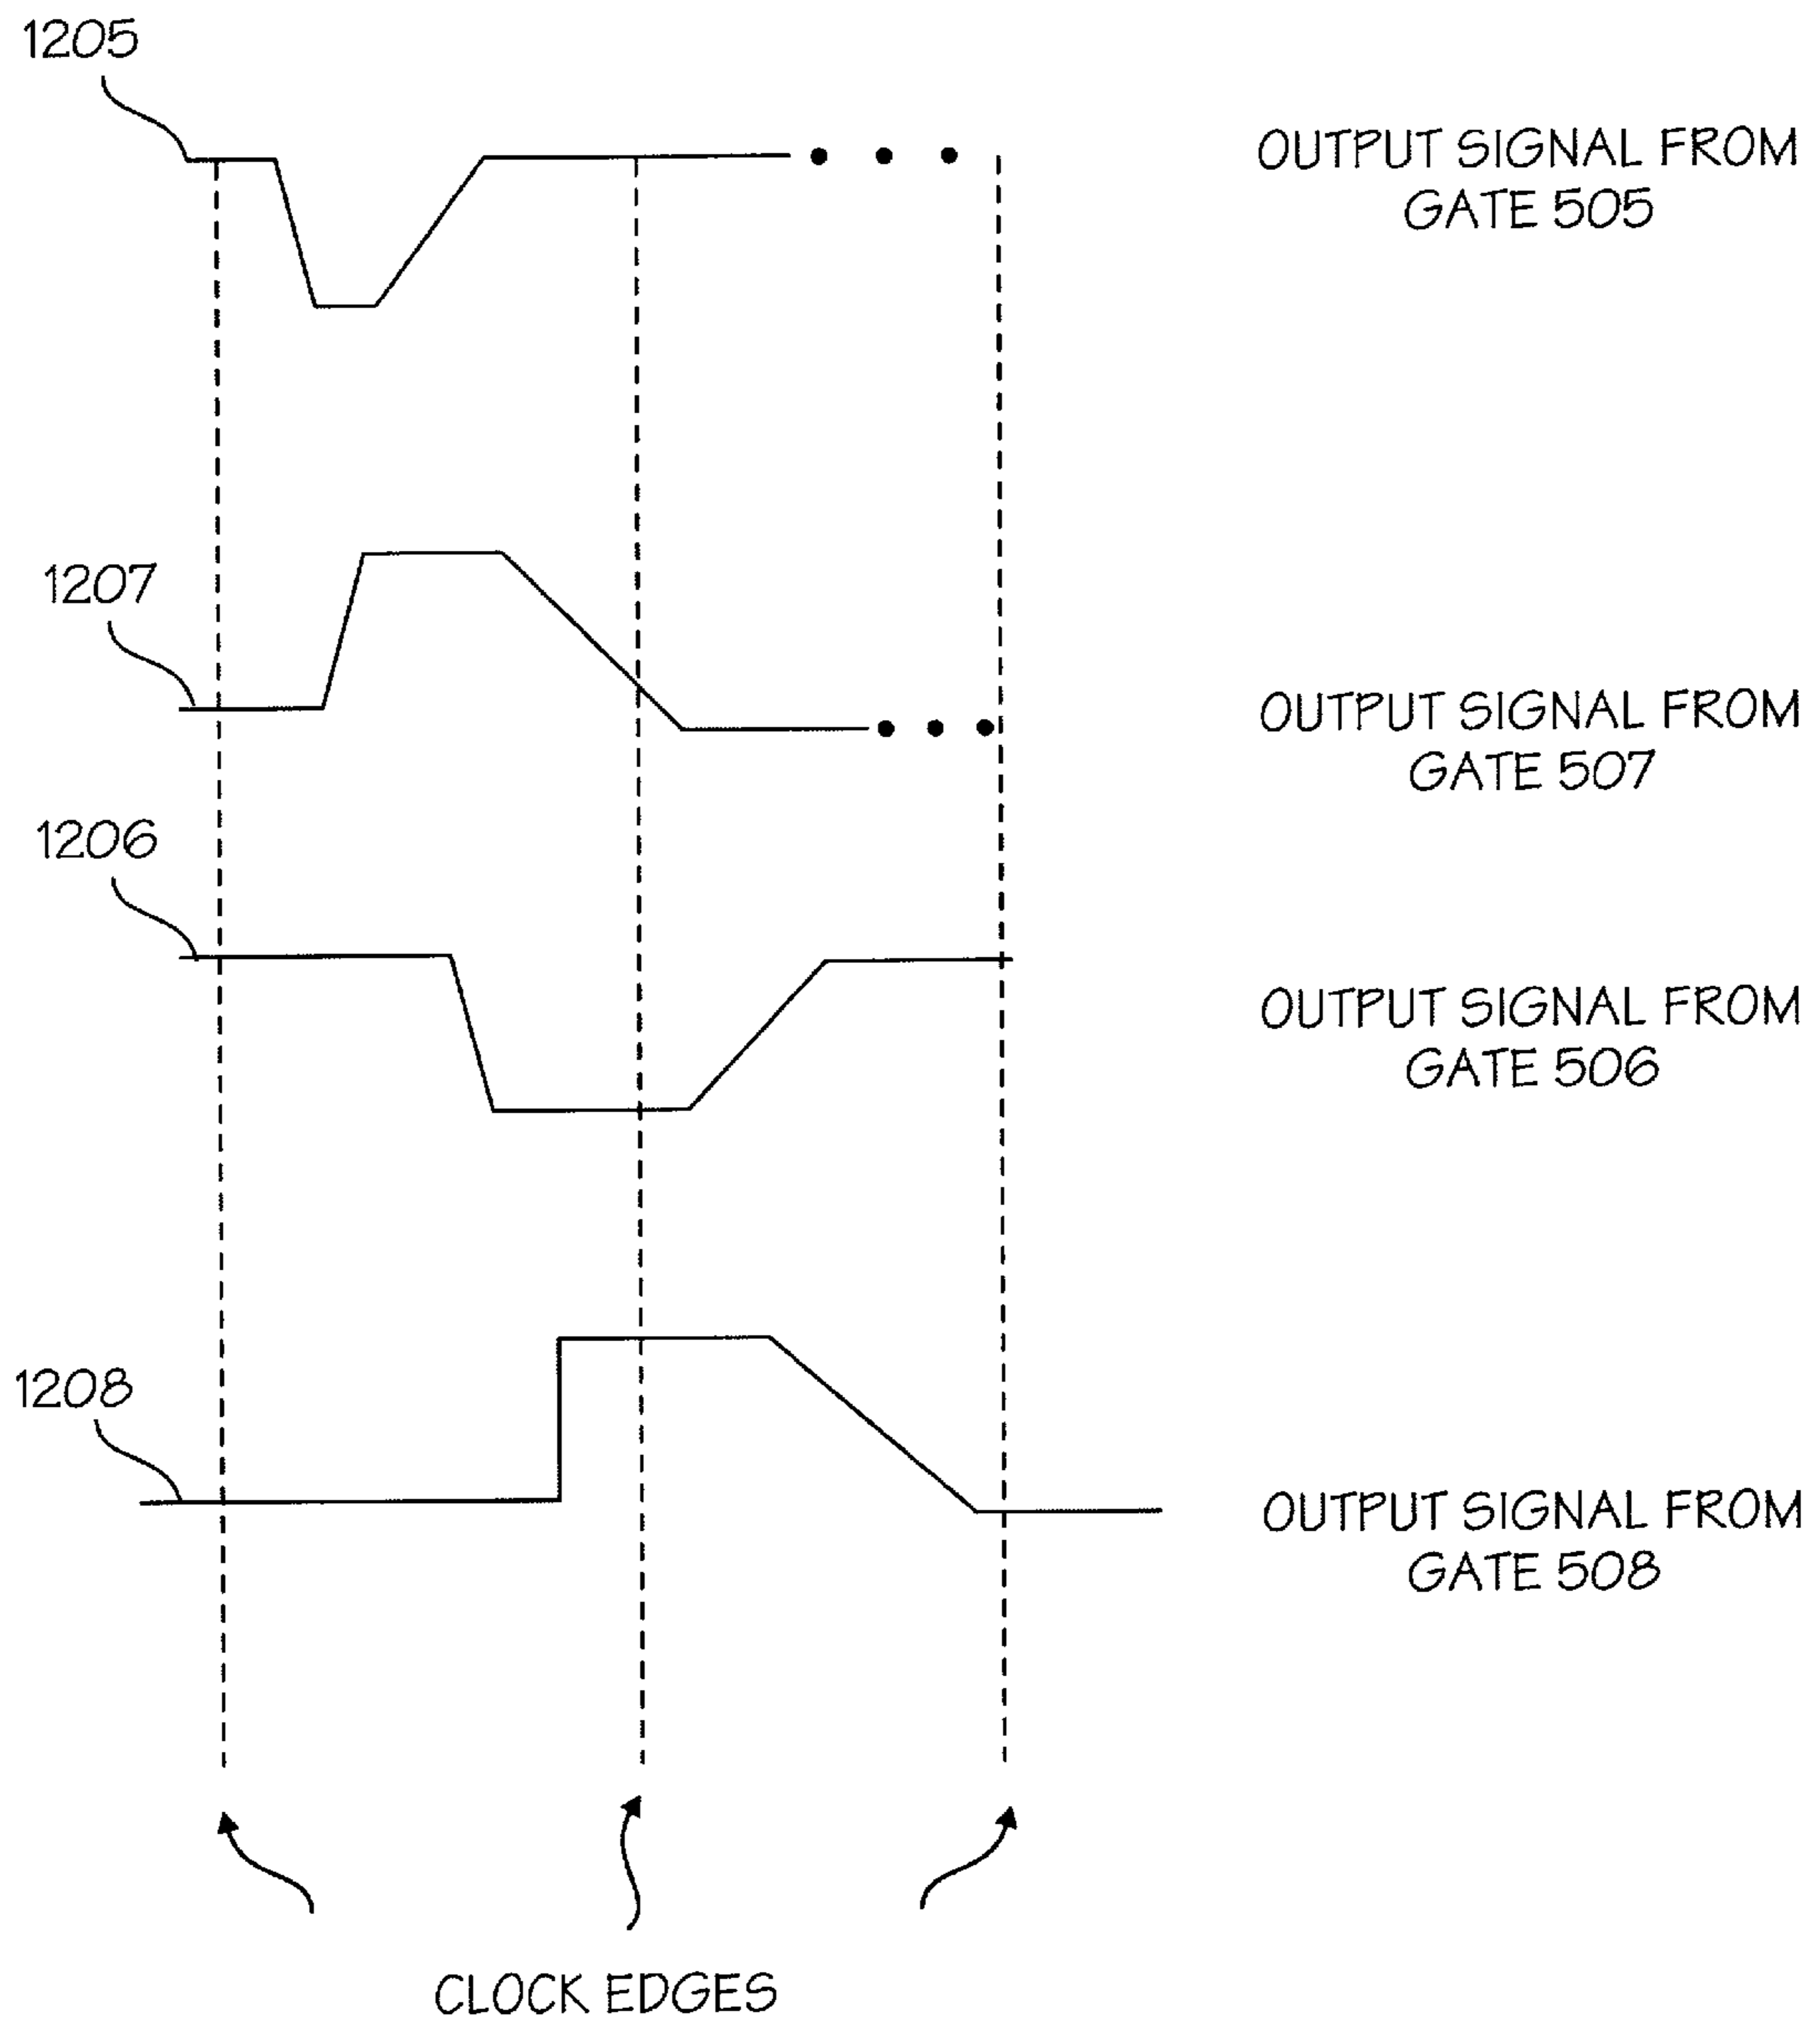 1205
OUTPUT SIGNAL FROM
GATE 505
1207
OUTPUT SIGNAL FROM
GATE 507
1206
OUTPUT SIGNAL FROM
GATE 506
1208
OUTPUT SIGNAL FROM
GATE 508
CLOCK EDGES